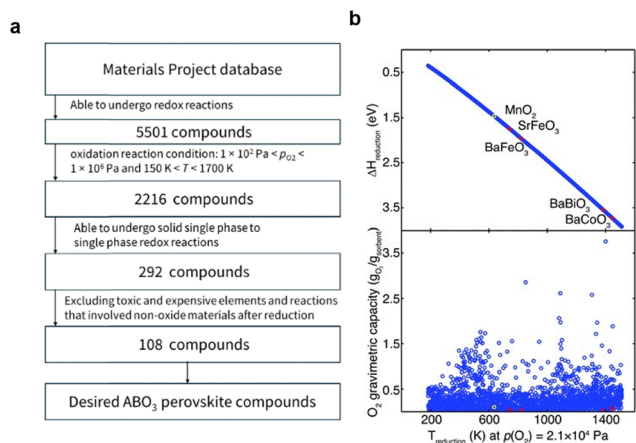 a
Materials Project database
Able to undergo redox reactions
5501 compounds
oxidation reaction condition: 1 × 10² Pa < pO2 <
1 × 10⁶ Pa and 150 K < T < 1700 K
2216 compounds
Able to undergo solid single phase to
single phase redox reactions
292 compounds
Excluding toxic and expensive elements and reactions
that involved non-oxide materials after reduction
108 compounds
Desired ABO₃ perovskite compounds
b
ΔHreduction (eV)
0.5
1.5
2.5
3.5
MnO₂
SrFeO₃
BaFeO₃
BaBiO₃
BaCoO₃
O₂ gravimetric capacity (gO₂/gsorbent)
3.5
2.5
1.5
0.5
200 600 1000 1400
Treduction (K) at p(O₂) = 2.1×10⁴ Pa